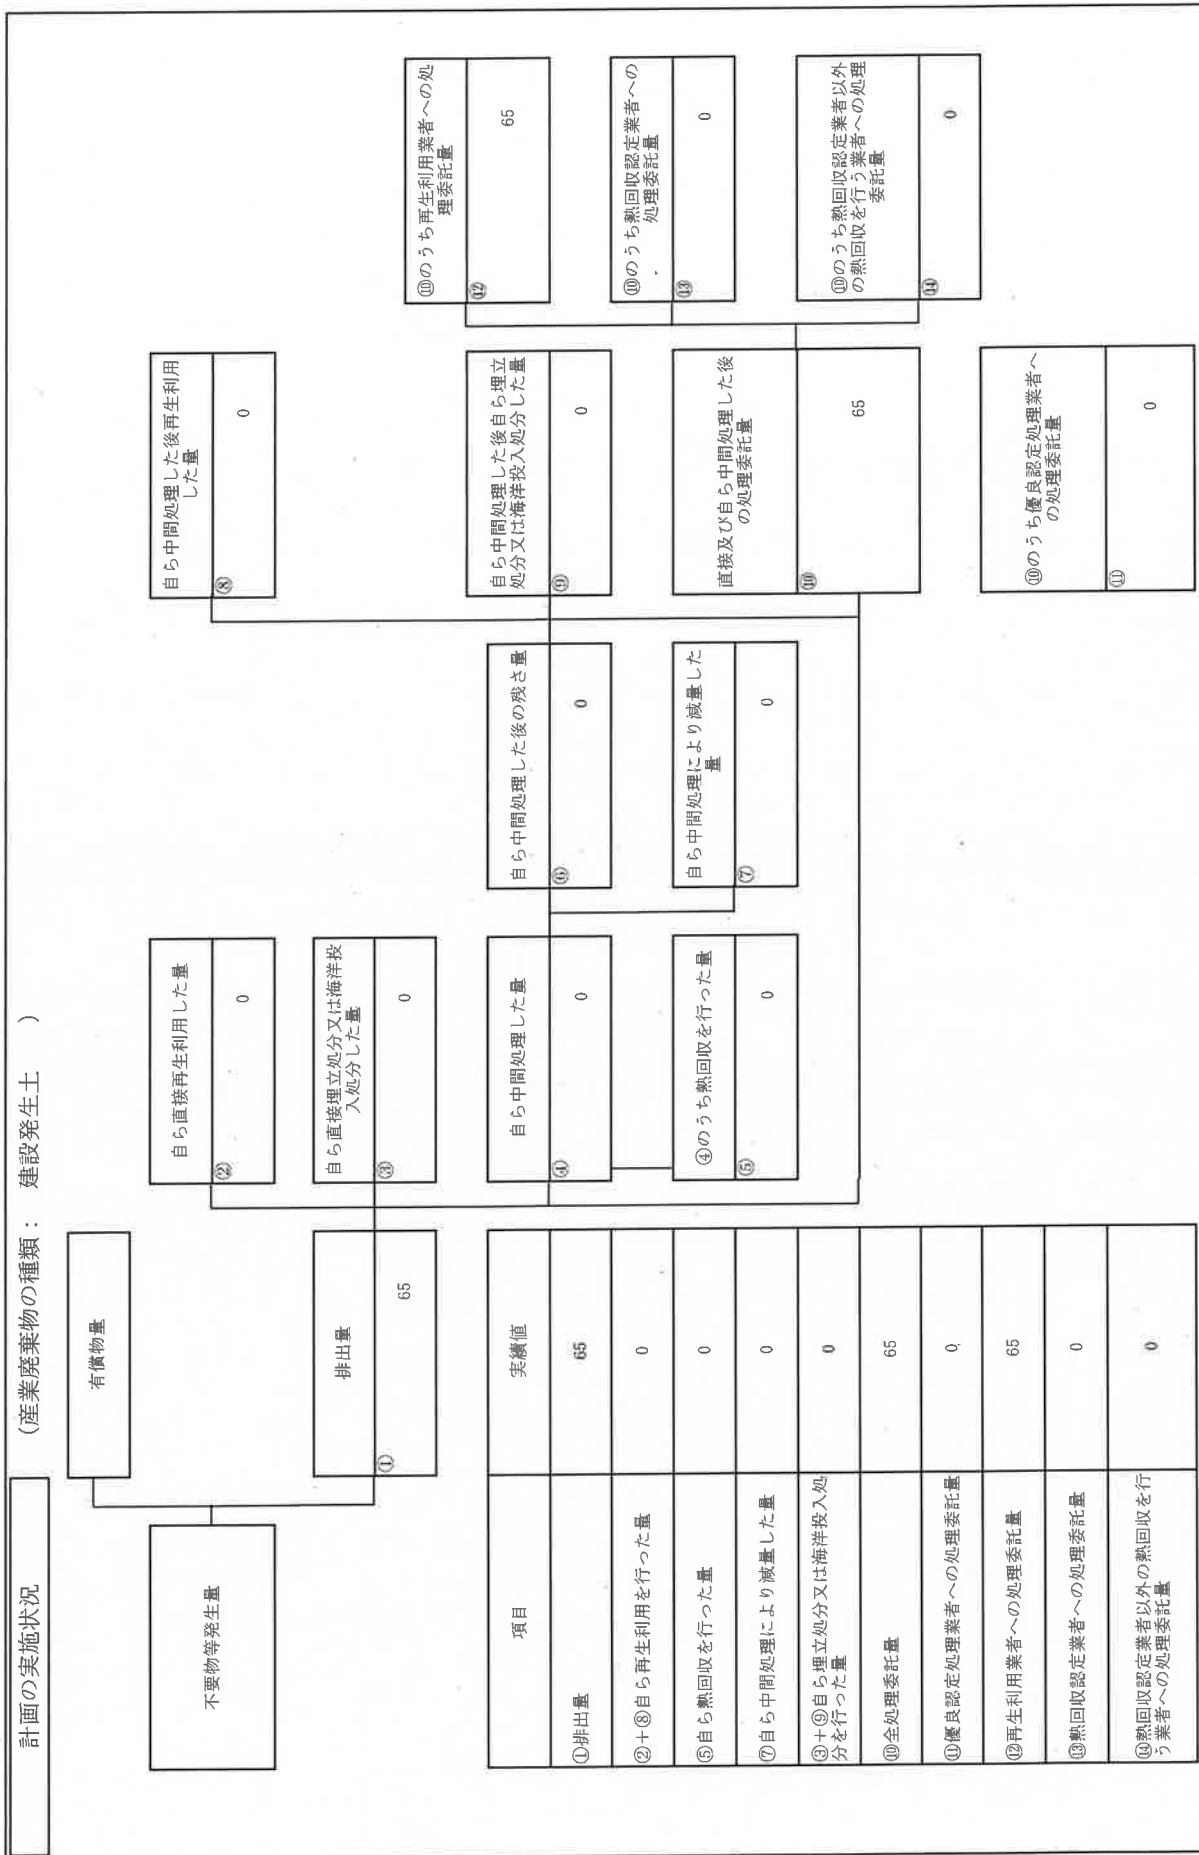 計画の実施状況
（産業廃棄物の種類： 建設発生土 ）
不要物等発生量
有償物量
排出量
① 65
自ら直接再生利用した量
② 0
自ら直接埋立処分又は海洋投
入処分した量
③ 0
自ら中間処理した量
④ 0
④のうち熱回収を行った量
⑤ 0
自ら中間処理した後の残さ量
⑥ 0
自ら中間処理により減量した
量
⑦ 0
自ら中間処理した後再生利用
した量
⑧ 0
自ら中間処理した後自ら埋立
処分又は海洋投入処分した量
⑨ 0
直接及び自ら中間処理した後
の処理委託量
⑩ 65
⑩のうち優良認定処理業者へ
の処理委託量
⑪ 0
⑩のうち再生利用業者への処
理委託量
⑫ 65
⑩のうち熱回収認定業者への
処理委託量
⑬ 0
⑩のうち熱回収認定業者以外
の熱回収を行う業者への処理
委託量
⑭ 0
項目 実績値
①排出量 65
②+⑧自ら再生利用を行った量 0
⑤自ら熱回収を行った量 0
⑦自ら中間処理により減量した量 0
③+⑨自ら埋立処分又は海洋投入処
分を行った量 0
⑩全処理委託量 65
⑪優良認定処理業者への処理委託量 0
⑫再生利用業者への処理委託量 65
⑬熱回収認定業者への処理委託量 0
⑭熱回収認定業者以外の熱回収を行
う業者への処理委託量 0